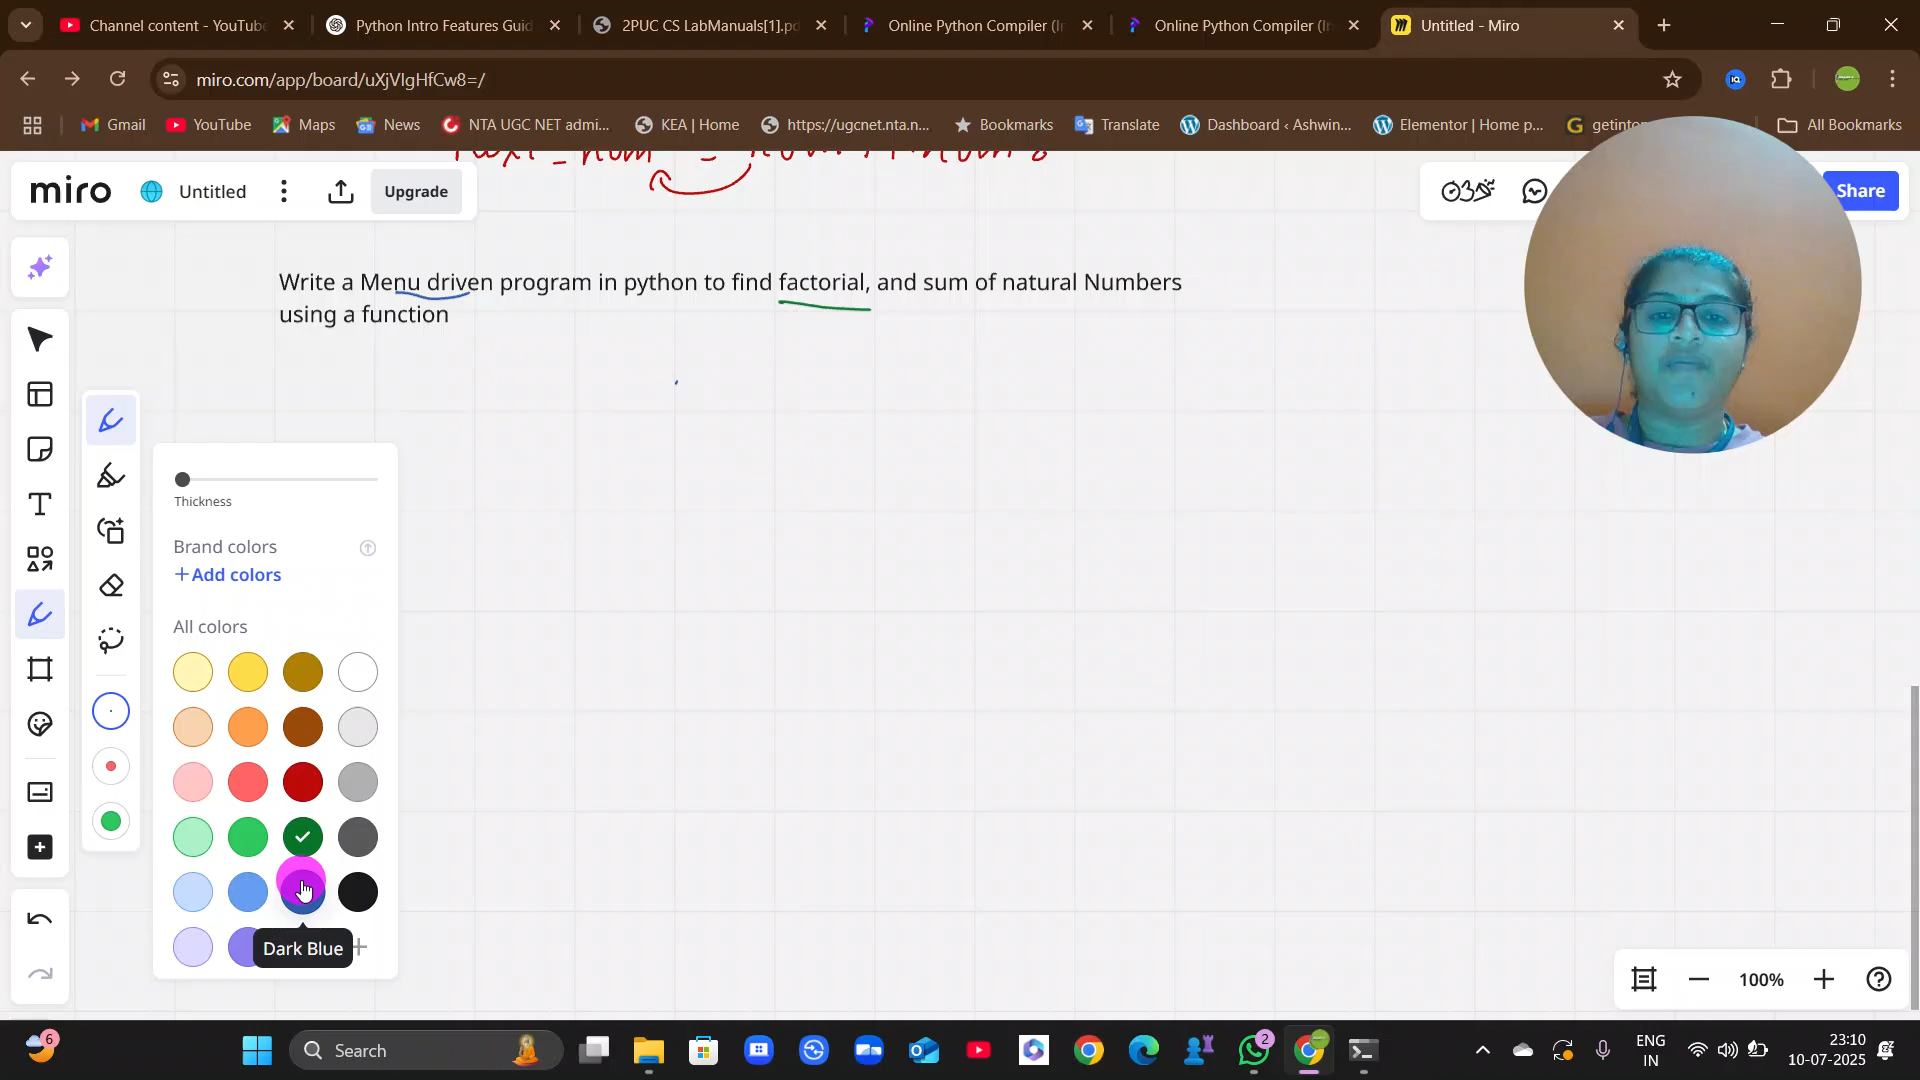 Channel content - YouTube
Python Intro Features Guid
2PUC CS LabManuals[1].pd
Online Python Compiler (In
Online Python Compiler (In
Untitled - Miro
miro.com/app/board/uXjVIgHfCw8=/
Gmail
YouTube
Maps
News
NTA UGC NET admi...
KEA | Home
https://ugcnet.nta.n...
Bookmarks
Translate
Dashboard ‹ Ashwin...
Elementor | Home p...
All Bookmarks
miro
Untitled
Upgrade
Share
Write a Menu driven program in python to find factorial, and sum of natural Numbers
using a function
Thickness
Brand colors
+Add colors
All colors
Dark Blue
100%
6
Search
2
ENG
IN
23:10
10-07-2025